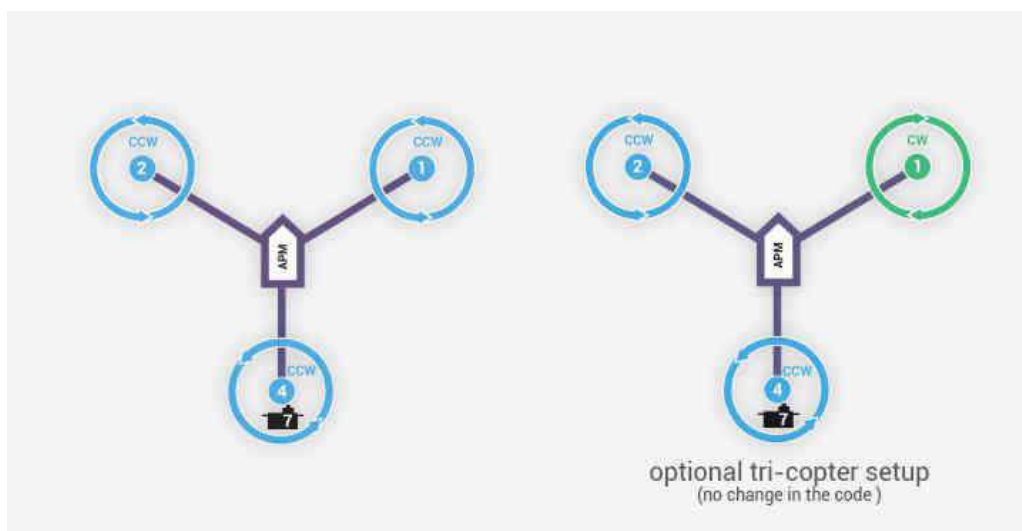 CCW
2
CCW
1
APM
CCW
4
7
CCW
2
CW
1
APM
CCW
4
7
optional tri-copter setup
(no change in the code )